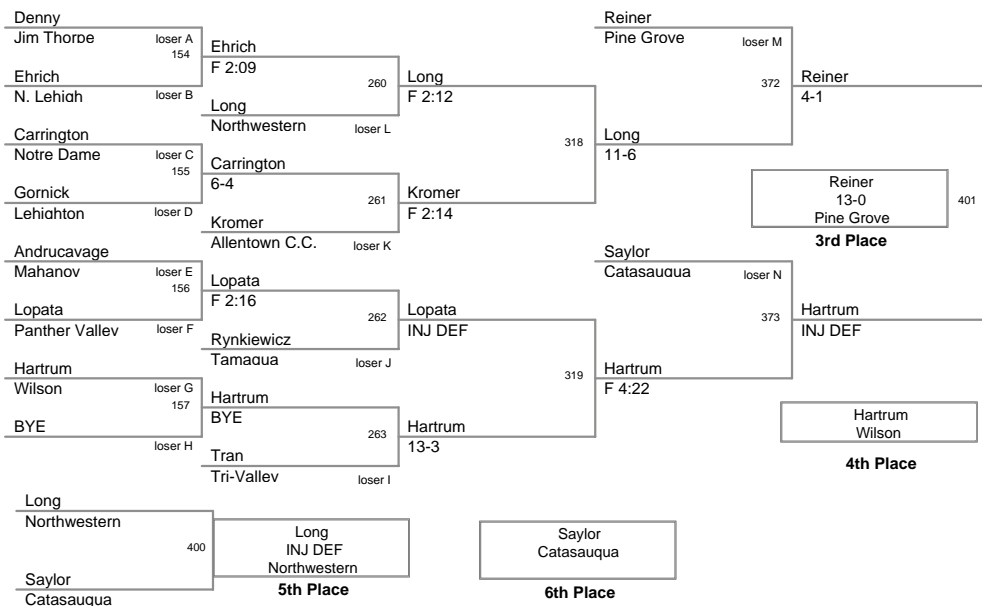 Denny
Jim Thorpe
loser A
154
Ehrich
N. Lehigh
loser B
Carrington
Notre Dame
loser C
155
Gornick
Lehighton
loser D
Andrucavage
Mahanoy
loser E
156
Lopata
Panther Valley
loser F
Hartrum
Wilson
loser G
157
BYE
loser H
Ehrich
F 2:09
260
Long
Northwestern
loser L
Carrington
6-4
261
Kromer
Allentown C.C.
loser K
Lopata
F 2:16
262
Rynkiewicz
Tamaqua
loser J
Hartrum
BYE
263
Tran
Tri-Valley
loser I
Long
F 2:12
318
Kromer
F 2:14
Lopata
INJ DEF
319
Hartrum
13-3
Reiner
Pine Grove
loser M
372
Long
11-6
Saylor
Catasauqua
loser N
373
Hartrum
F 4:22
Reiner
4-1
Reiner
13-0
Pine Grove
401
3rd Place
Hartrum
INJ DEF
Hartrum
Wilson
4th Place
Long
Northwestern
400
Saylor
Catasauqua
Long
INJ DEF
Northwestern
5th Place
Saylor
Catasauqua
6th Place